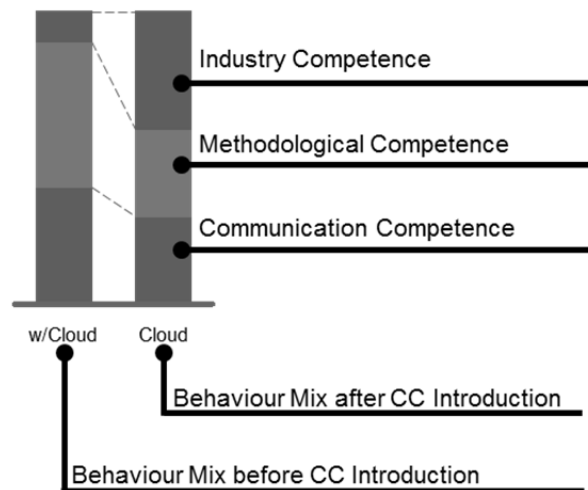 Industry Competence
Methodological Competence
Communication Competence
w/Cloud Cloud
Behaviour Mix after CC Introduction
Behaviour Mix before CC Introduction